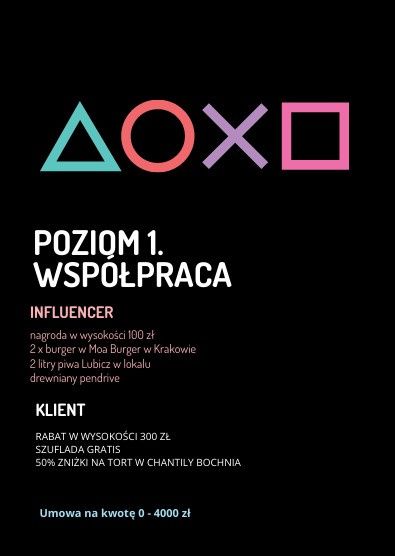 POZIOM 1.
WSPÓŁPRACA
INFLUENCER
nagroda w wysokości 100 zł
2 x burger w Moa Burger w Krakowie
2 litry piwa Lubicz w lokalu
drewniany pendrive
KLIENT
RABAT W WYSOKOŚCI 300 ZŁ
SZUFLADA GRATIS
50% ZNIŻKI NA TORT W CHANTILY BOCHNIA
Umowa na kwotę 0 - 4000 zł